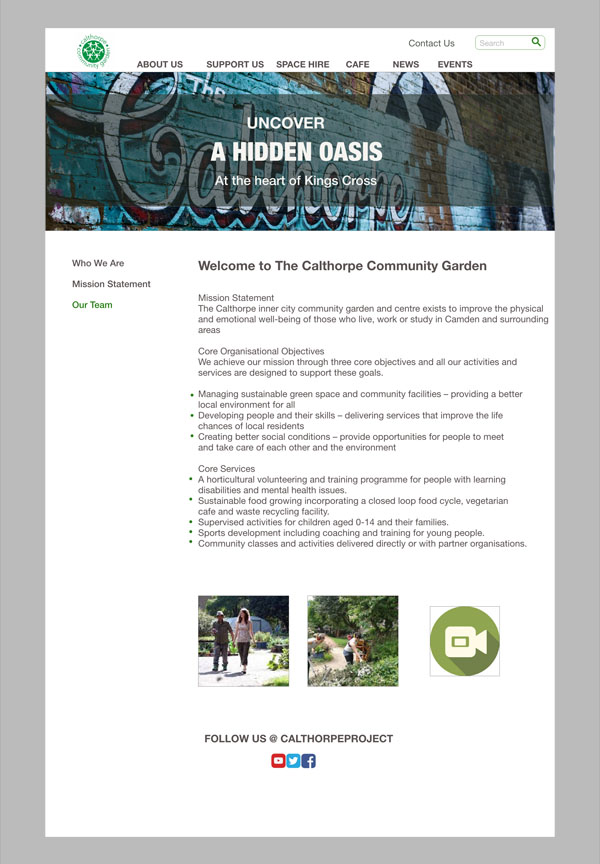 calthorpe
community garden
Contact Us
Search
ABOUT US SUPPORT US SPACE HIRE CAFE NEWS EVENTS
The
Calthorpe
UNCOVER
A HIDDEN OASIS
At the heart of Kings Cross
Who We Are
Mission Statement
Our Team
Welcome to The Calthorpe Community Garden
Mission Statement
The Calthorpe inner city community garden and centre exists to improve the physical
and emotional well-being of those who live, work or study in Camden and surrounding
areas
Core Organisational Objectives
We achieve our mission through three core objectives and all our activities and
services are designed to support these goals.
Managing sustainable green space and community facilities – providing a better
local environment for all
Developing people and their skills – delivering services that improve the life
chances of local residents
Creating better social conditions – provide opportunities for people to meet
and take care of each other and the environment
Core Services
A horticultural volunteering and training programme for people with learning
disabilities and mental health issues.
Sustainable food growing incorporating a closed loop food cycle, vegetarian
cafe and waste recycling facility.
Supervised activities for children aged 0-14 and their families.
Sports development including coaching and training for young people.
Community classes and activities delivered directly or with partner organisations.
FOLLOW US @ CALTHORPEPROJECT